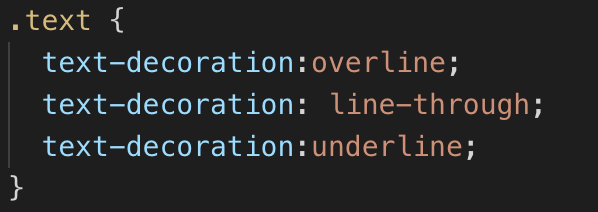 .text {
  text-decoration:overline;
  text-decoration: line-through;
  text-decoration:underline;
}